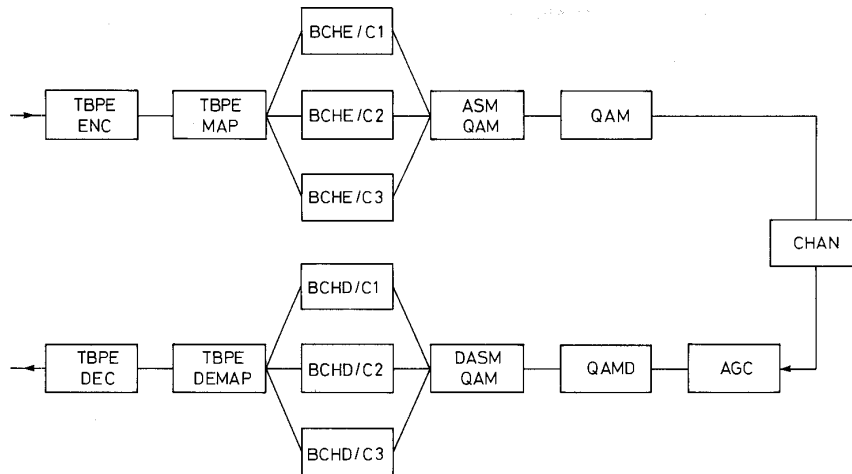 BCHE/C1
TBPE
ENC
TBPE
MAP
BCHE/C2
ASM
QAM
QAM
BCHE/C3
CHAN
BCHD/C1
TBPE
DEC
TBPE
DEMAP
BCHD/C2
DASM
QAM
QAMD
AGC
BCHD/C3